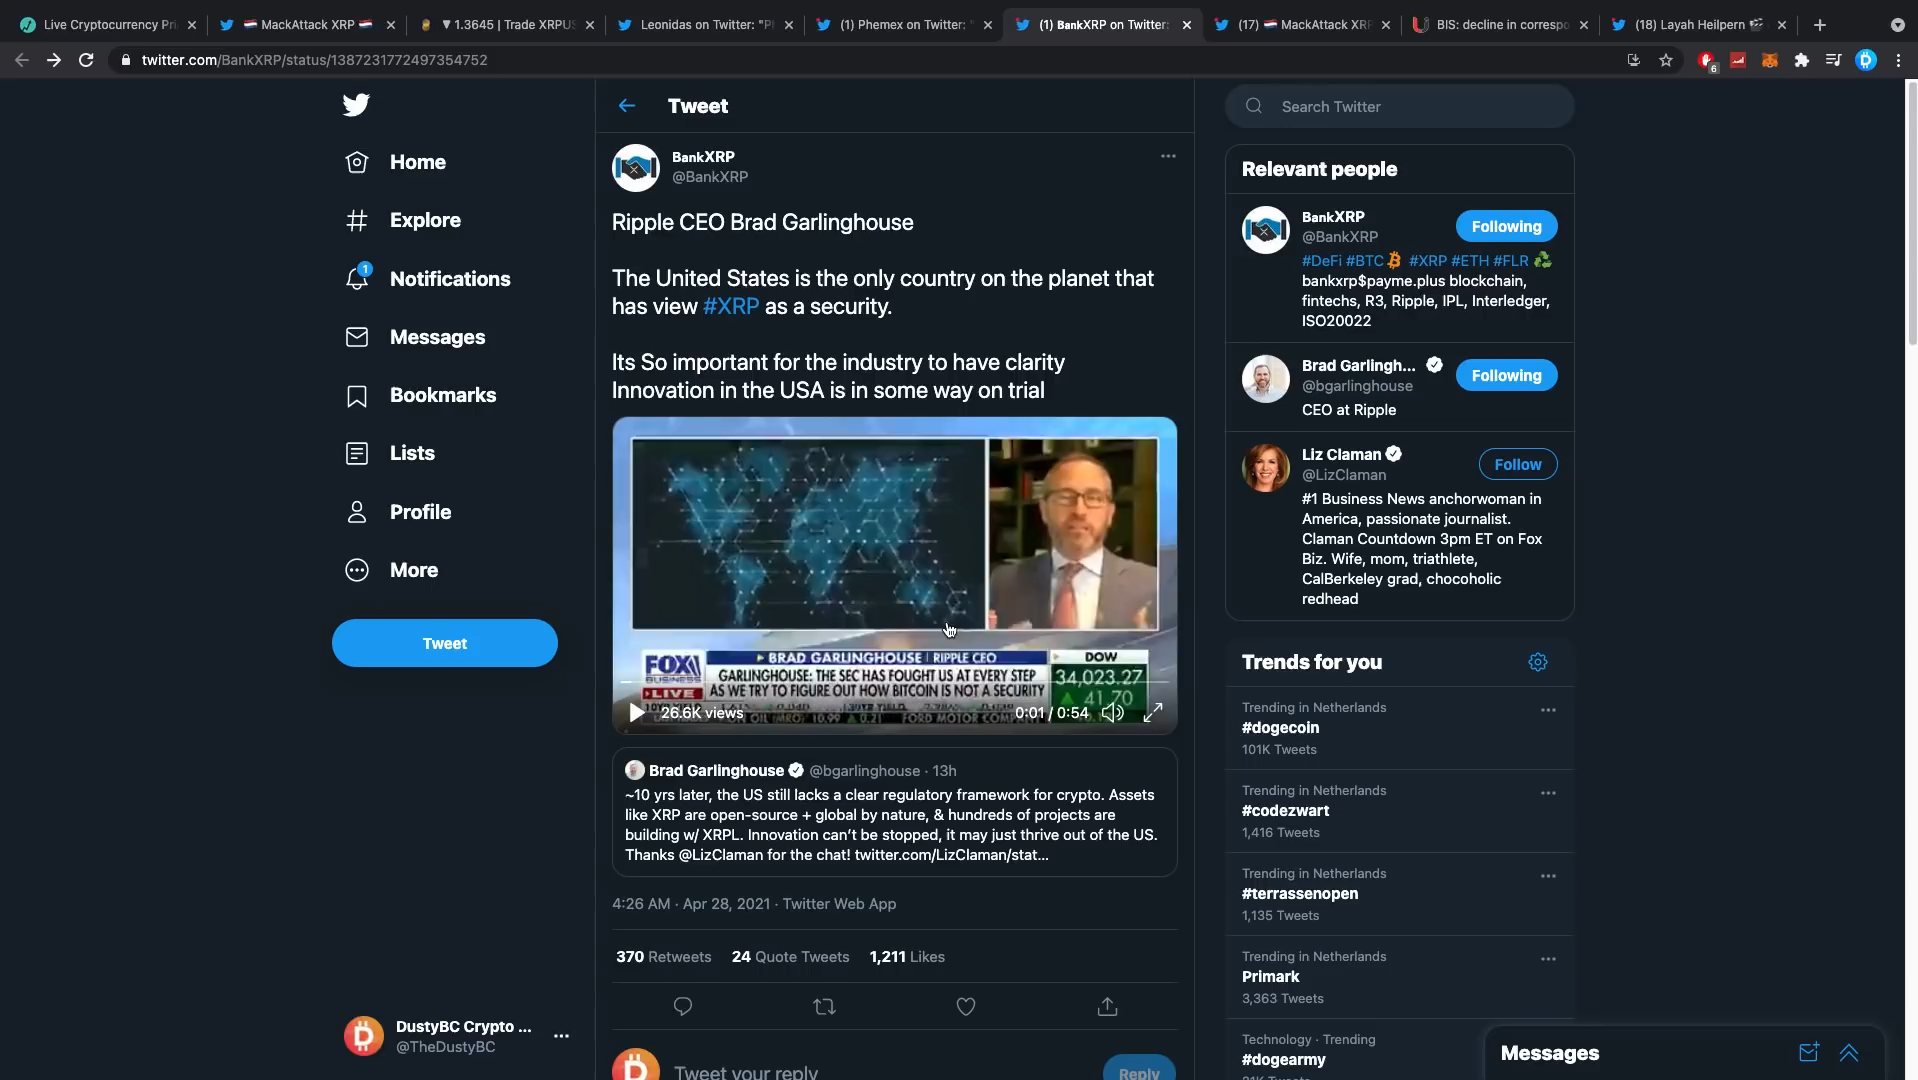 Live Cryptocurrency Pri
MackAttack XRP
▼1.3645 | Trade XRPUS
Leonidas on Twitter: "Pl
(1) Phemex on Twitter: "
(1) BankXRP on Twitter:
(17) MackAttack XRP
BIS: decline in correspo
(18) Layah Heilpern
twitter.com/BankXRP/status/1387231772497354752
6
Home
Explore
1
Notifications
Messages
Bookmarks
Lists
Profile
More
Tweet
DustyBC Crypto ...
@TheDustyBC
Tweet
BankXRP
@BankXRP
Ripple CEO Brad Garlinghouse
The United States is the only country on the planet that
has view #XRP as a security.
Its So important for the industry to have clarity
Innovation in the USA is in some way on trial
FOX
BUSINESS
LIVE
BRAD GARLINGHOUSE | RIPPLE CEO
GARLINGHOUSE: THE SEC HAS FOUGHT US AT EVERY STEP
AS WE TRY TO FIGURE OUT HOW BITCOIN IS NOT A SECURITY
DOW
34,023.27
▲ 41.70
FORD MOTOR COMP
26.6K views
0:01 / 0:54
Brad Garlinghouse @bgarlinghouse · 13h
~10 yrs later, the US still lacks a clear regulatory framework for crypto. Assets
like XRP are open-source + global by nature, & hundreds of projects are
building w/ XRPL. Innovation can't be stopped, it may just thrive out of the US.
Thanks @LizClaman for the chat! twitter.com/LizClaman/stat...
4:26 AM · Apr 28, 2021 · Twitter Web App
370 Retweets 24 Quote Tweets 1,211 Likes
Tweet your reply
Reply
Search Twitter
Relevant people
BankXRP
@BankXRP
Following
#DeFi #BTC #XRP #ETH #FLR
bankxrp$payme.plus blockchain,
fintechs, R3, Ripple, IPL, Interledger,
ISO20022
Brad Garlingh...
@bgarlinghouse
Following
CEO at Ripple
Liz Claman
@LizClaman
Follow
#1 Business News anchorwoman in
America, passionate journalist.
Claman Countdown 3pm ET on Fox
Biz. Wife, mom, triathlete,
CalBerkeley grad, chocoholic
redhead
Trends for you
Trending in Netherlands
#dogecoin
101K Tweets
Trending in Netherlands
#codezwart
1,416 Tweets
Trending in Netherlands
#terrassenopen
1,135 Tweets
Trending in Netherlands
Primark
3,363 Tweets
Technology · Trending
#dogearmy
Messages